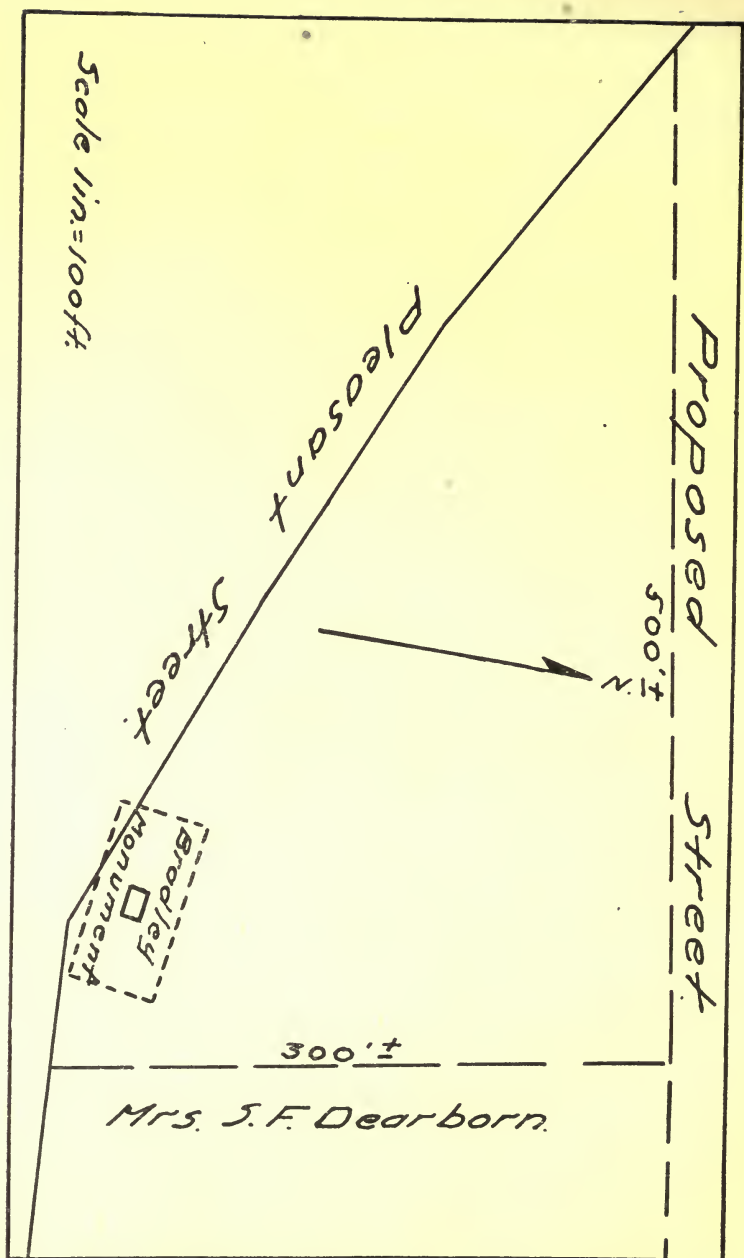 Scale 1in.=100ft.
Pleasant
Street.
Proposed Street
500'±
N.
Bradley
Monument
300'±
Mrs. S.F. Dearborn.